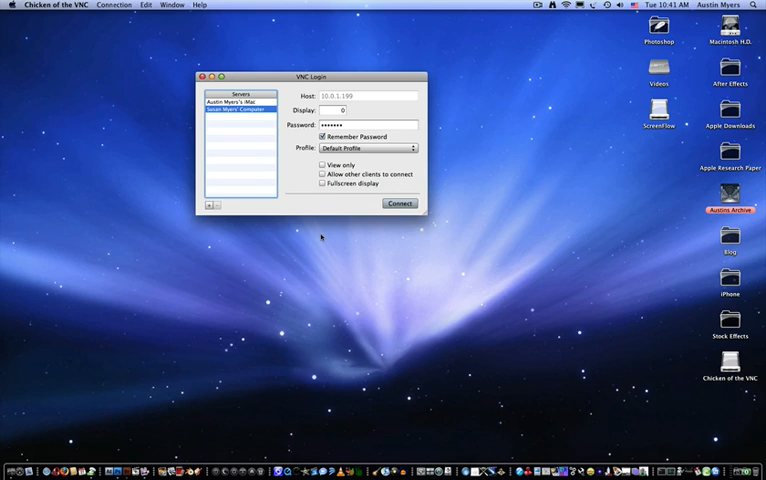 Chicken of the VNC Connection Edit Window Help
Tue 10:41 AM Austin Myers
VNC Login
Servers
Austin Myers's iMac
Susan Myers' Computer
Host: 10.0.1.199
Display: 0
Password: •••••••
Remember Password
Profile: Default Profile
View only
Allow other clients to connect
Fullscreen display
Connect
Photoshop
Macintosh H.D.
Videos
After Effects
ScreenFlow
Apple Downloads
Apple Research Paper
Austins Archive
Blog
iPhone
Stock Effects
Chicken of the VNC